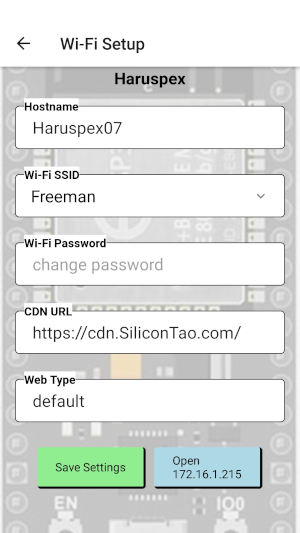 Wi-Fi Setup
Haruspex
Hostname
Haruspex07
Wi-Fi SSID
Freeman
Wi-Fi Password
change password
CDN URL
https://cdn.SiliconTao.com/
Web Type
default
Save Settings
Open
172.16.1.215
EN
IO0